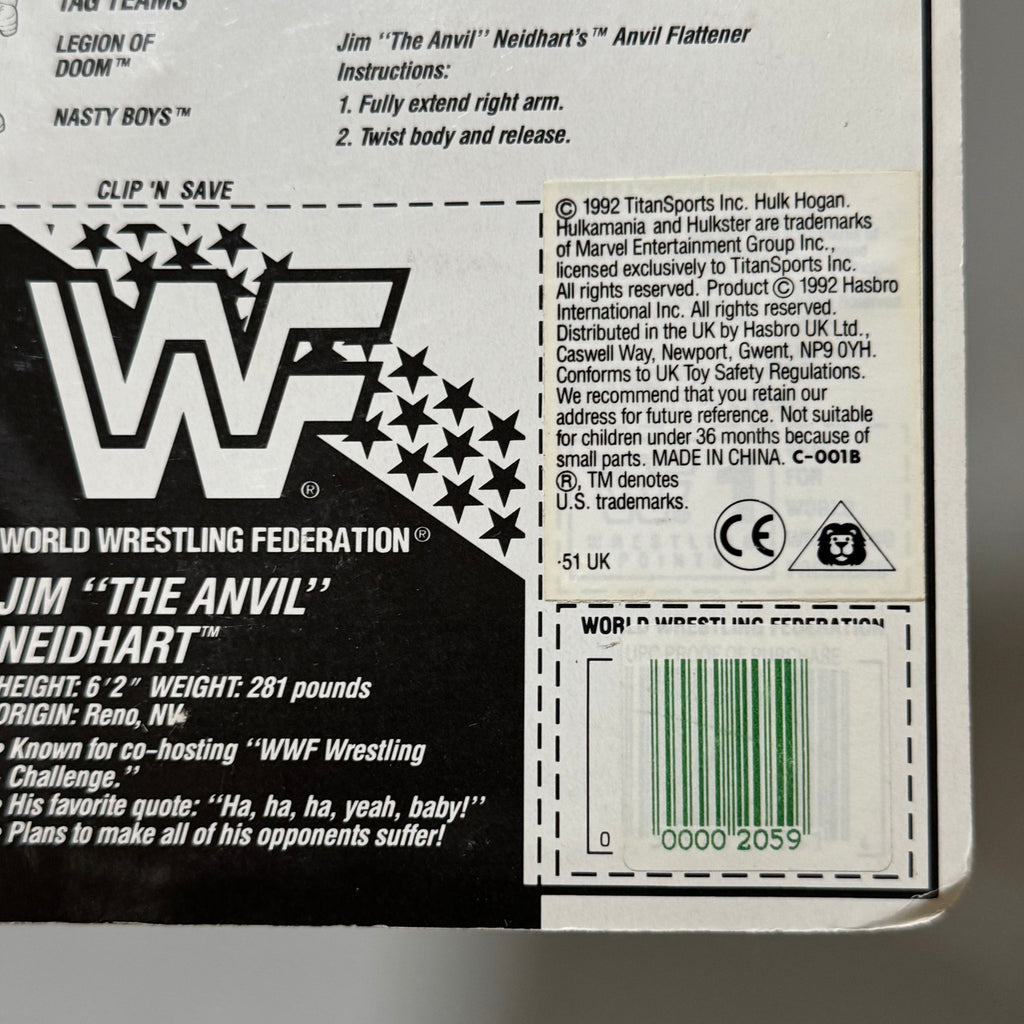 TAG TEAMS
LEGION OF
DOOM™
NASTY BOYS™
Jim "The Anvil" Neidhart's™ Anvil Flattener
Instructions:
1. Fully extend right arm.
2. Twist body and release.
CLIP 'N SAVE
WF
®
WORLD WRESTLING FEDERATION®
JIM "THE ANVIL"
NEIDHART™
HEIGHT: 6'2" WEIGHT: 281 pounds
ORIGIN: Reno, NV
• Known for co-hosting "WWF Wrestling
Challenge."
• His favorite quote: "Ha, ha, ha, yeah, baby!"
• Plans to make all of his opponents suffer!
© 1992 TitanSports Inc. Hulk Hogan.
Hulkamania and Hulkster are trademarks
of Marvel Entertainment Group Inc.,
licensed exclusively to TitanSports Inc.
All rights reserved. Product © 1992 Hasbro
International Inc. All rights reserved.
Distributed in the UK by Hasbro UK Ltd.,
Caswell Way, Newport, Gwent, NP9 0YH.
Conforms to UK Toy Safety Regulations.
We recommend that you retain our
address for future reference. Not suitable
for children under 36 months because of
small parts. MADE IN CHINA. C-001B
®, TM denotes
U.S. trademarks.
CE
·51 UK
WORLD WRESTLING FEDERATION
UPC PROOF OF PURCHASE
0
0000 2059